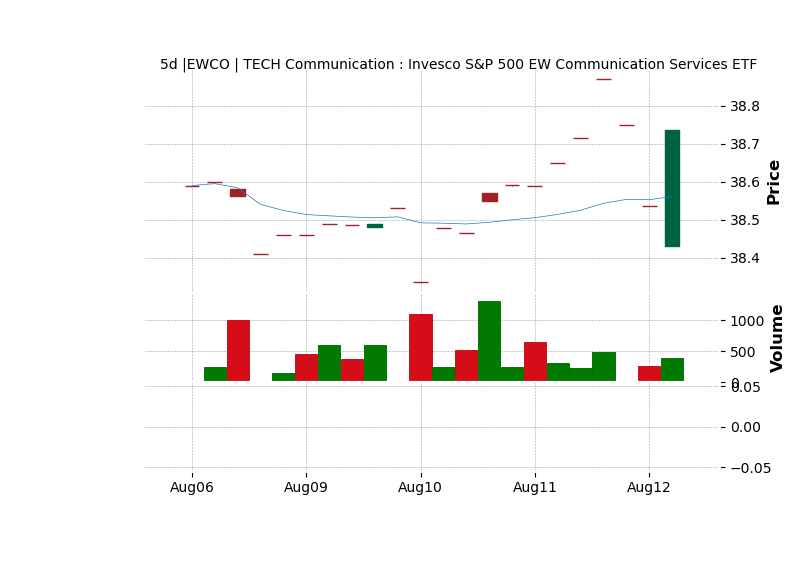 5d |EWCO | TECH Communication : Invesco S&P 500 EW Communication Services ETF
38.8
38.7
38.6
38.5
38.4
Price
1000
500
0
Volume
0.05
0.00
−0.05
Aug06 Aug09 Aug10 Aug11 Aug12